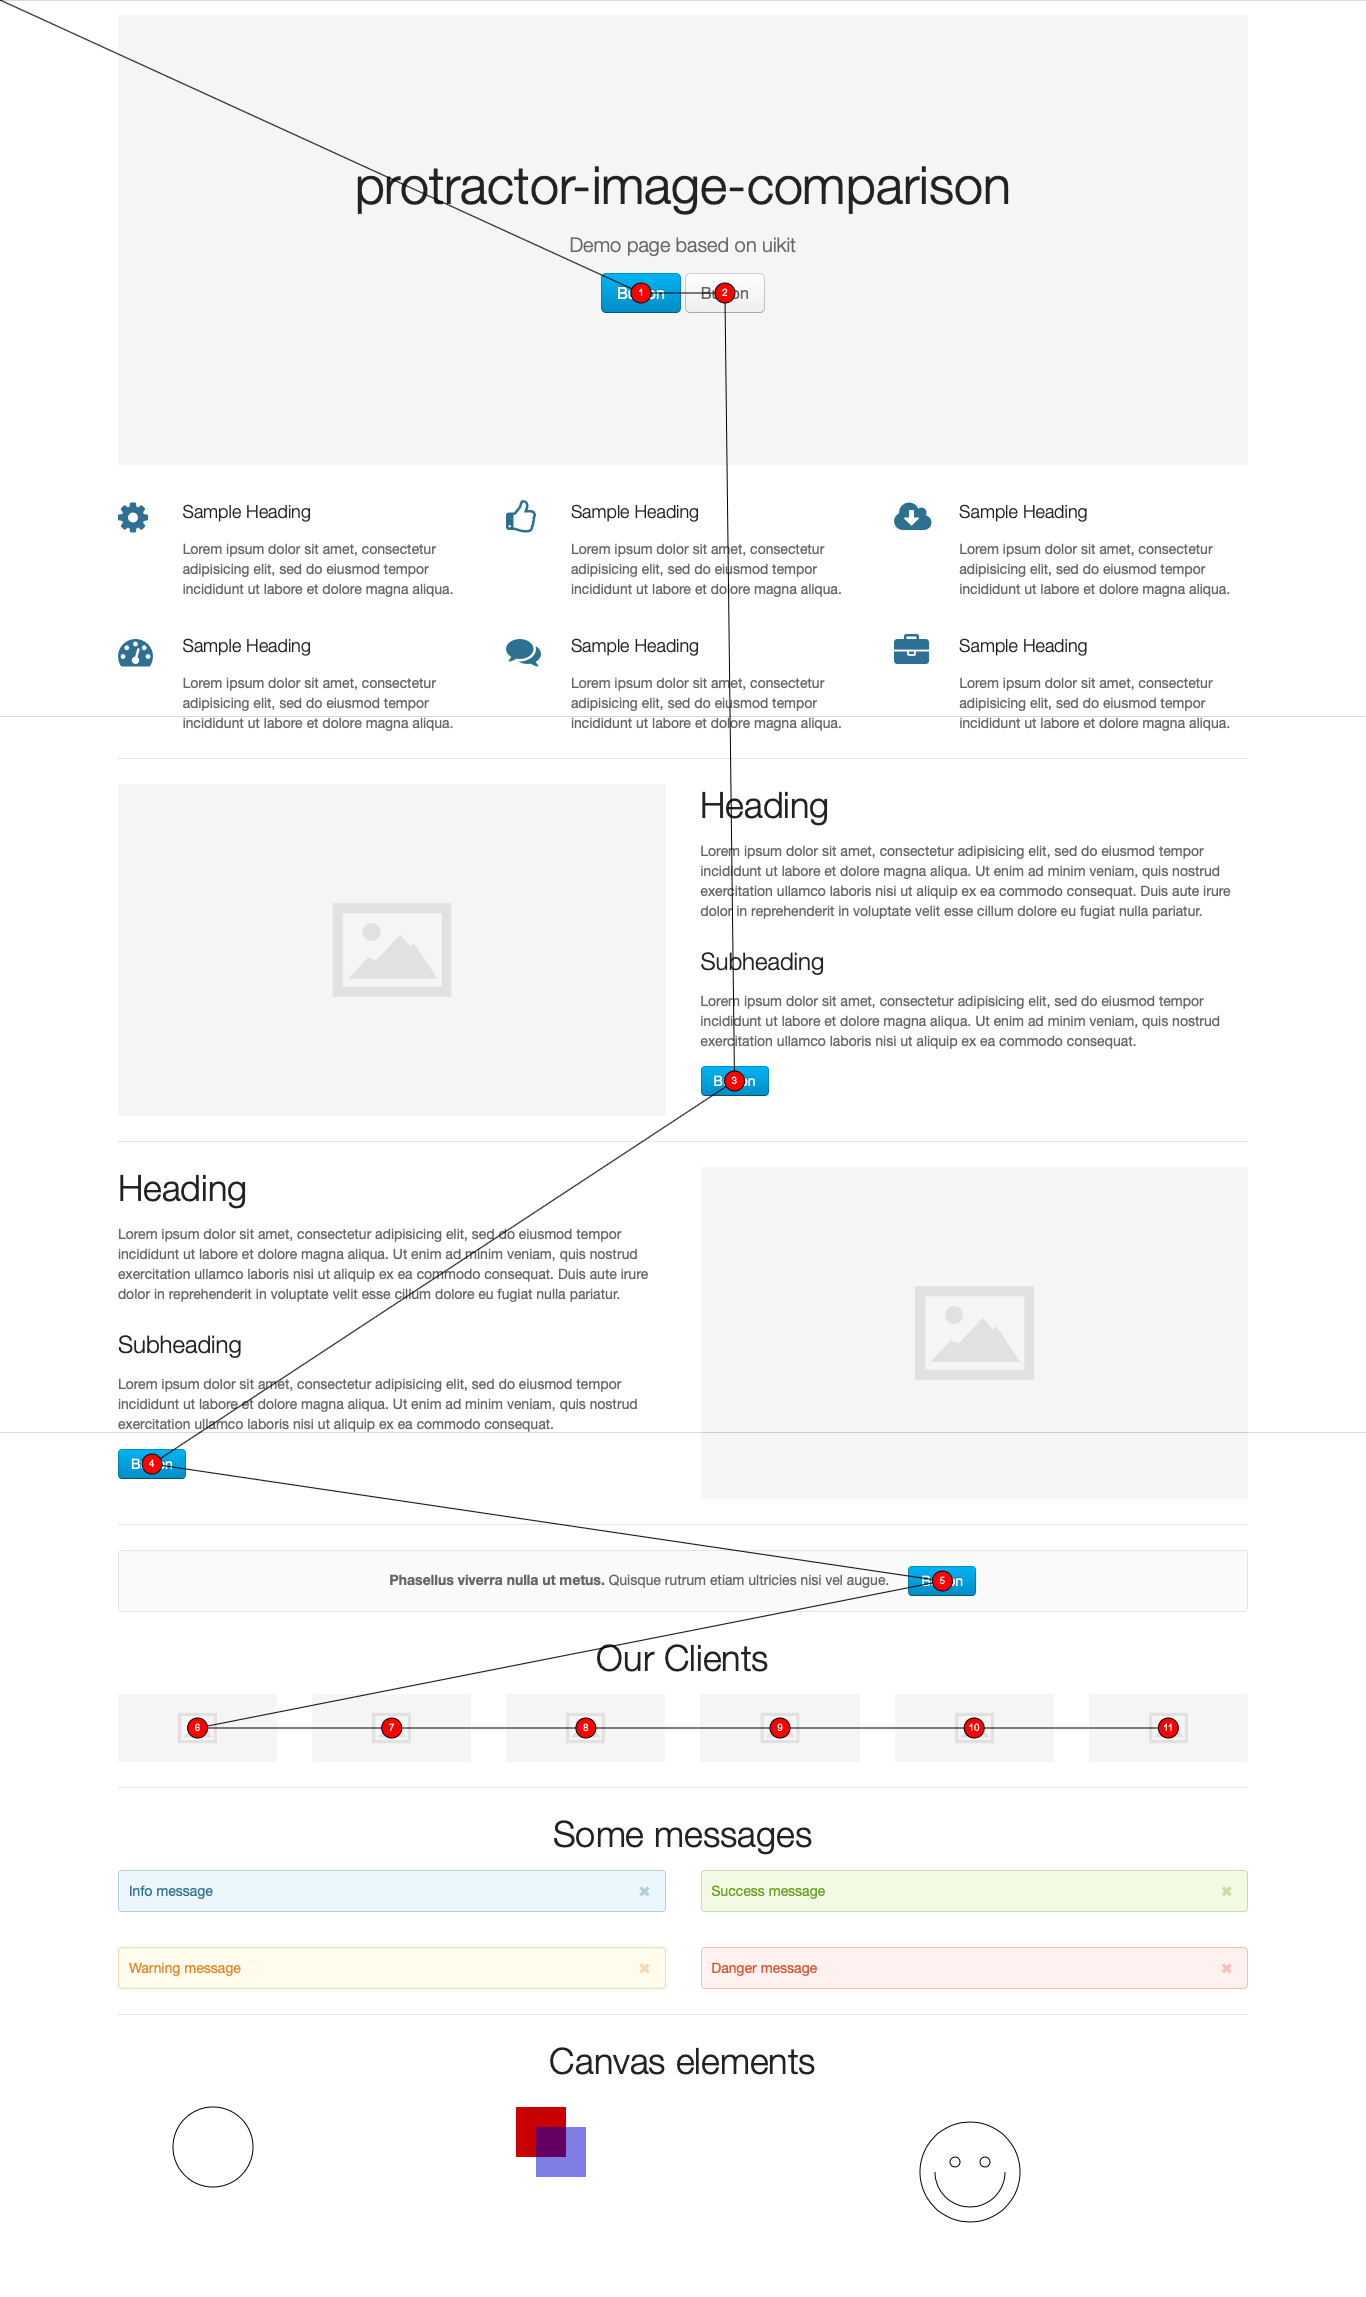 protractor-image-comparison
Demo page based on uikit
1 2
Sample Heading
Lorem ipsum dolor sit amet, consectetur
adipisicing elit, sed do eiusmod tempor
incididunt ut labore et dolore magna aliqua.
Sample Heading
Lorem ipsum dolor sit amet, consectetur
adipisicing elit, sed do eiusmod tempor
incididunt ut labore et dolore magna aliqua.
Sample Heading
Lorem ipsum dolor sit amet, consectetur
adipisicing elit, sed do eiusmod tempor
incididunt ut labore et dolore magna aliqua.
Sample Heading
Lorem ipsum dolor sit amet, consectetur
adipisicing elit, sed do eiusmod tempor
incididunt ut labore et dolore magna aliqua.
Sample Heading
Lorem ipsum dolor sit amet, consectetur
adipisicing elit, sed do eiusmod tempor
incididunt ut labore et dolore magna aliqua.
Sample Heading
Lorem ipsum dolor sit amet, consectetur
adipisicing elit, sed do eiusmod tempor
incididunt ut labore et dolore magna aliqua.
Heading
Lorem ipsum dolor sit amet, consectetur adipisicing elit, sed do eiusmod tempor
incididunt ut labore et dolore magna aliqua. Ut enim ad minim veniam, quis nostrud
exercitation ullamco laboris nisi ut aliquip ex ea commodo consequat. Duis aute irure
dolor in reprehenderit in voluptate velit esse cillum dolore eu fugiat nulla pariatur.
Subheading
Lorem ipsum dolor sit amet, consectetur adipisicing elit, sed do eiusmod tempor
incididunt ut labore et dolore magna aliqua. Ut enim ad minim veniam, quis nostrud
exercitation ullamco laboris nisi ut aliquip ex ea commodo consequat.
3
Heading
Lorem ipsum dolor sit amet, consectetur adipisicing elit, sed do eiusmod tempor
incididunt ut labore et dolore magna aliqua. Ut enim ad minim veniam, quis nostrud
exercitation ullamco laboris nisi ut aliquip ex ea commodo consequat. Duis aute irure
dolor in reprehenderit in voluptate velit esse cillum dolore eu fugiat nulla pariatur.
Subheading
Lorem ipsum dolor sit amet, consectetur adipisicing elit, sed do eiusmod tempor
incididunt ut labore et dolore magna aliqua. Ut enim ad minim veniam, quis nostrud
exercitation ullamco laboris nisi ut aliquip ex ea commodo consequat.
4
Phasellus viverra nulla ut metus. Quisque rutrum etiam ultricies nisi vel augue. 5
Our Clients
6 7 8 9 10 11
Some messages
Info message
Success message
Warning message
Danger message
Canvas elements